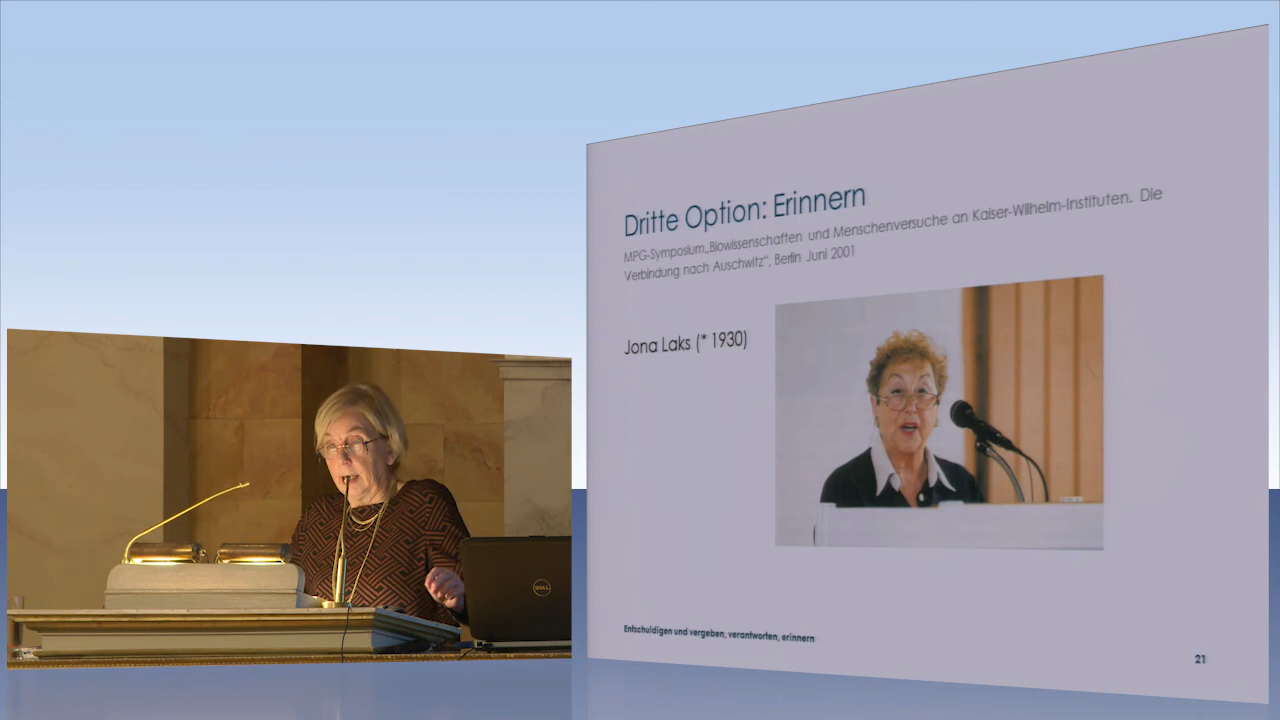 Dritte Option: Erinnern
MPG-Symposium„Biowissenschaften und Menschenversuche an Kaiser-Wilhelm-Instituten. Die
Verbindung nach Auschwitz“, Berlin Juni 2001
Jona Laks (* 1930)
Entschuldigen und vergeben, verantworten, erinnern
21
DELL